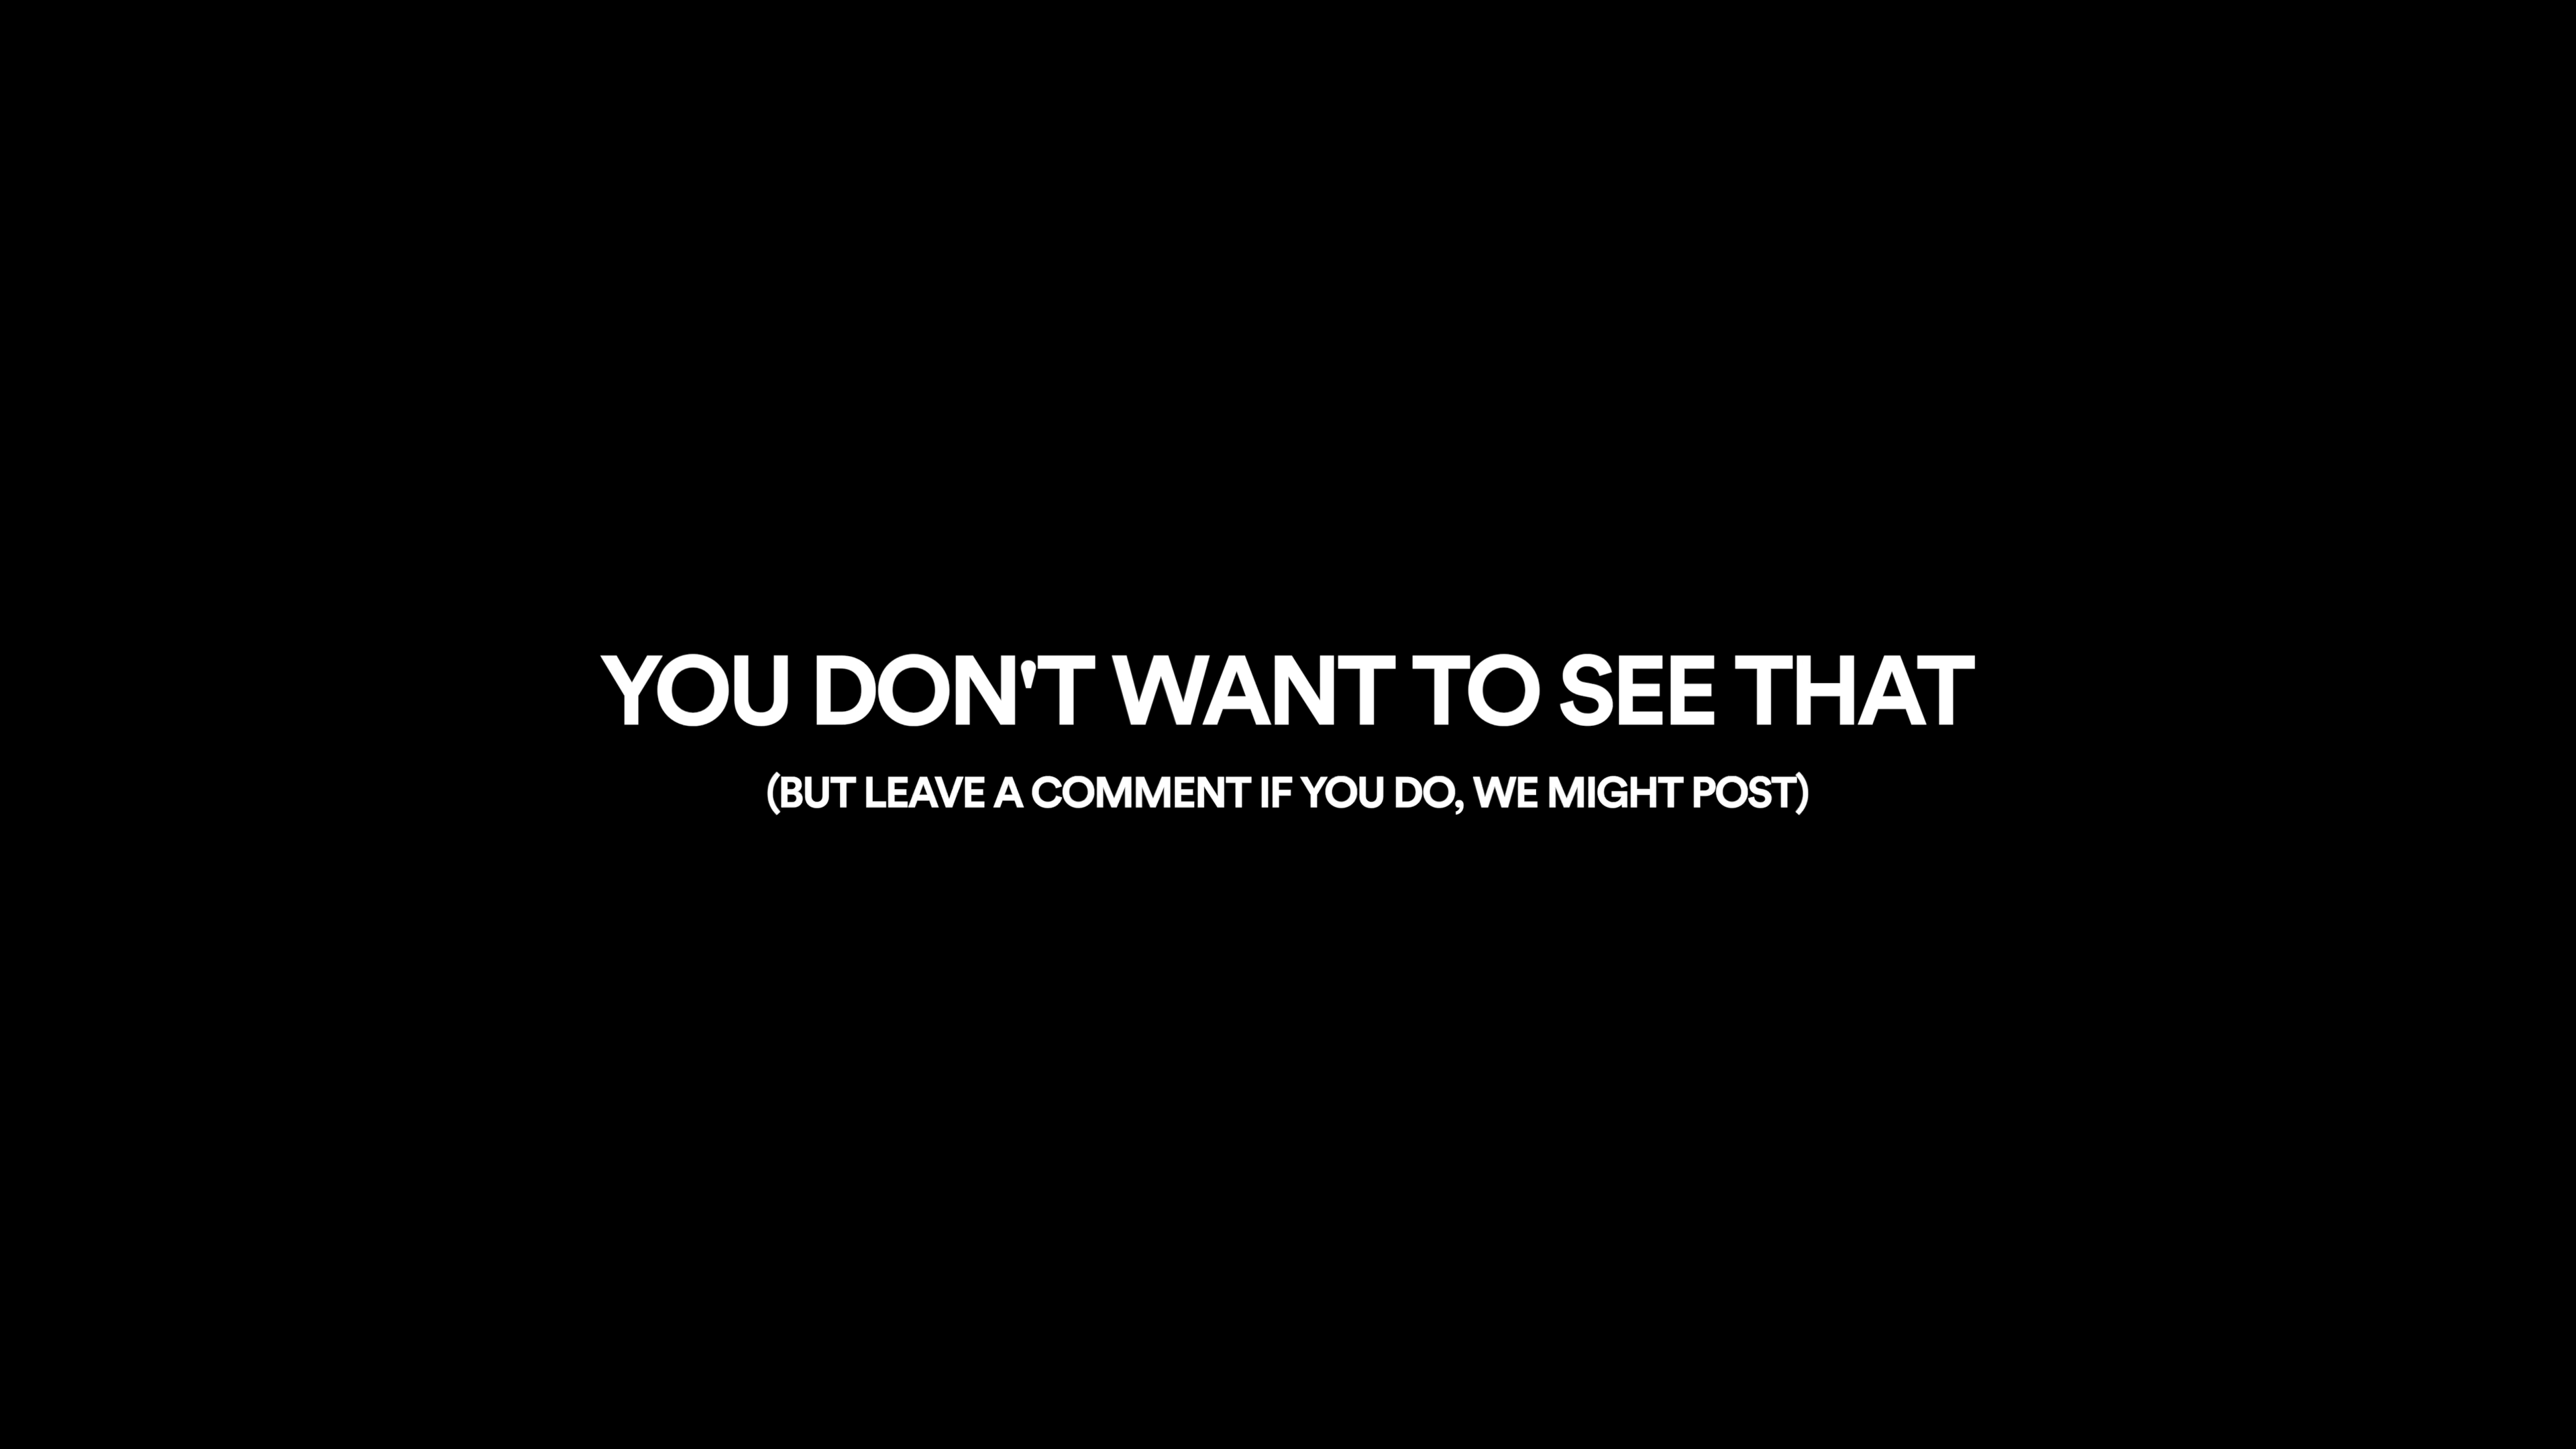 YOU DON'T WANT TO SEE THAT
(BUT LEAVE A COMMENT IF YOU DO, WE MIGHT POST)